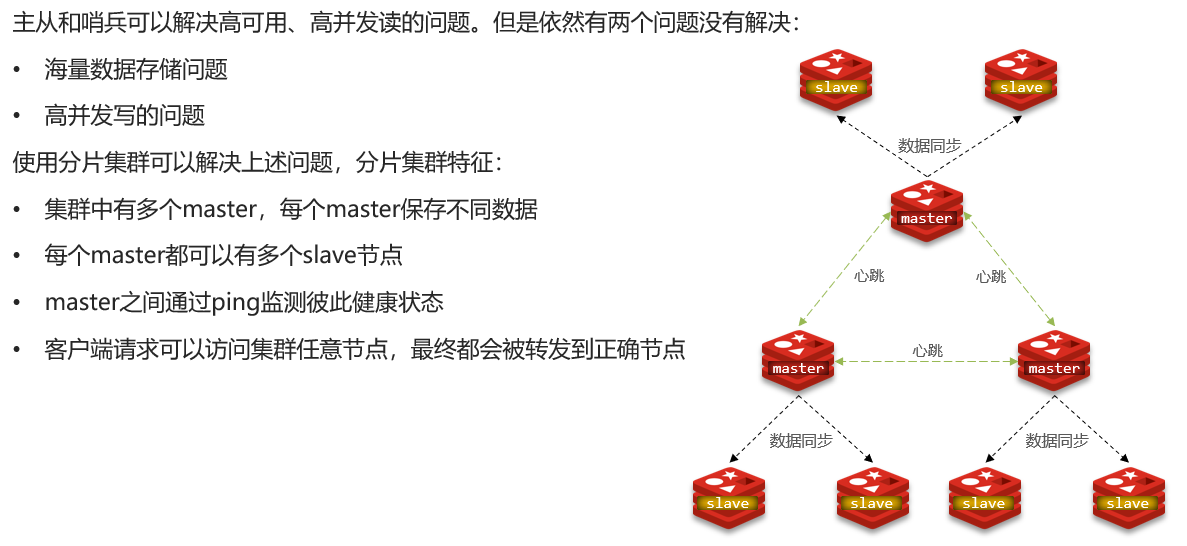 主从和哨兵可以解决高可用、高并发读的问题。但是依然有两个问题没有解决：
• 海量数据存储问题
• 高并发写的问题
使用分片集群可以解决上述问题，分片集群特征：
• 集群中有多个master，每个master保存不同数据
• 每个master都可以有多个slave节点
• master之间通过ping监测彼此健康状态
• 客户端请求可以访问集群任意节点，最终都会被转发到正确节点
slave
slave
数据同步
master
心跳
心跳
master
心跳
master
数据同步
数据同步
slave
slave
slave
slave